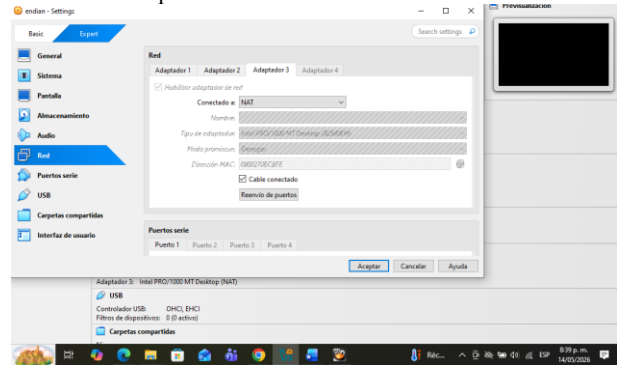 endian - Settings
Previsualización
Basic
Expert
Search settings
General
Sistema
Pantalla
Almacenamiento
Audio
Red
Puertos serie
USB
Carpetas compartidas
Interfaz de usuario
Red
Adaptador 1 Adaptador 2 Adaptador 3 Adaptador 4
Habilitar adaptador de red
Conectado a: NAT
Nombre:
Tipo de adaptador: Intel PRO/1000 MT Desktop (82540EM)
Modo promiscuo: Denegar
Dirección MAC: 0800270BC8FE
Cable conectado
Reenvío de puertos
Puertos serie
Puerto 1 Puerto 2 Puerto 3 Puerto 4
Aceptar Cancelar Ayuda
Adaptador 3: Intel PRO/1000 MT Desktop (NAT)
USB
Controlador USB: OHCI, EHCI
Filtros de dispositivos: 0 (0 activo)
Carpetas compartidas
Réc...
ESP
8:39 p. m.
14/05/2026